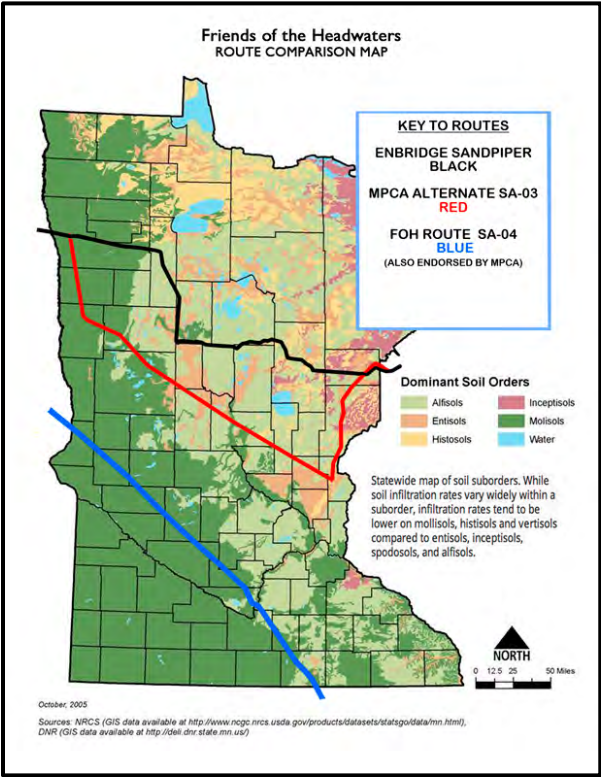 Friends of the Headwaters
ROUTE COMPARISON MAP
KEY TO ROUTES
ENBRIDGE SANDPIPER
BLACK
MPCA ALTERNATE SA-03
RED
FOH ROUTE SA-04
BLUE
(ALSO ENDORSED BY MPCA)
Dominant Soil Orders
Alfisols
Entisols
Histosols
Inceptisols
Molisols
Water
Statewide map of soil suborders. While
soil infiltration rates vary widely within a
suborder, infiltration rates tend to be
lower on mollisols, histisols and vertisols
compared to entisols, inceptisols,
spodosols, and alfisols.
NORTH
0 12.5 25 50 Miles
October, 2005
Sources: NRCS (GIS data available at http://www.ncgc.nrcs.usda.gov/products/datasets/statsgo/data/mn.html),
DNR (GIS data available at http://deli.dnr.state.mn.us/)